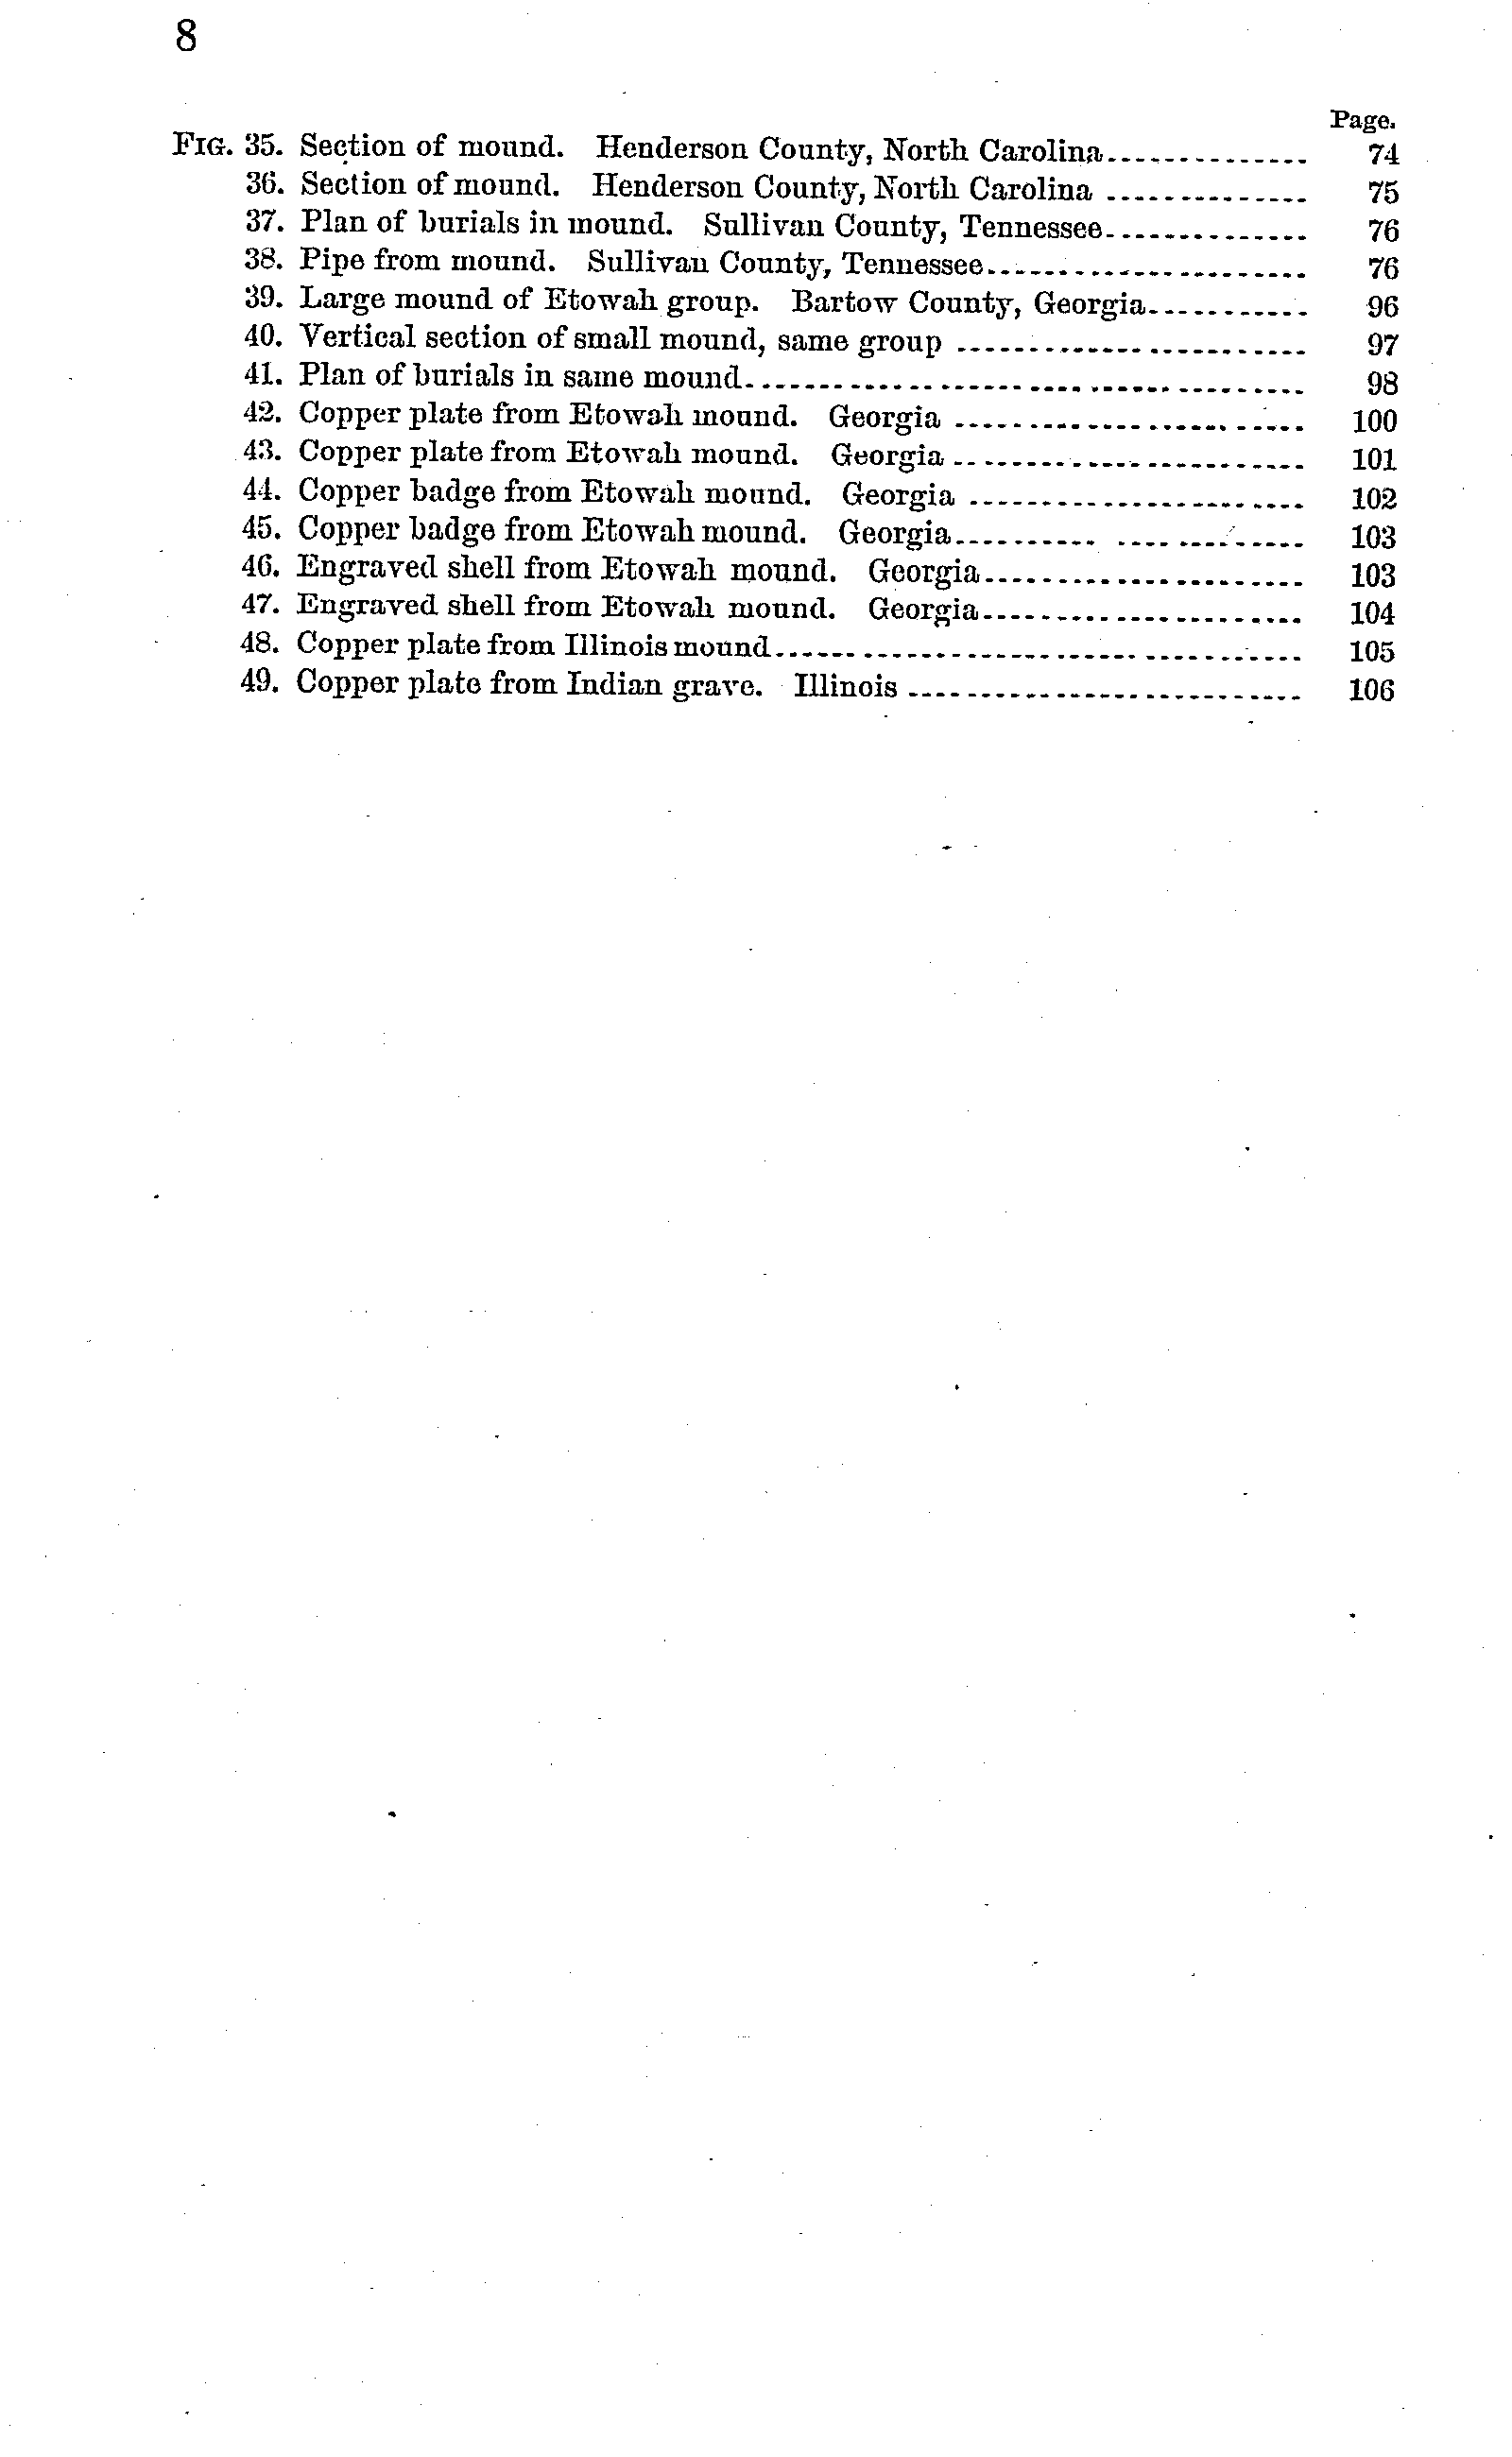 8
Page.
FIG. 35. Section of mound. Henderson County, North Carolina.............. 74
36. Section of mound. Henderson County, North Carolina .............. 75
37. Plan of burials in mound. Sullivan County, Tennessee.............. 76
38. Pipe from mound. Sullivan County, Tennessee...................... 76
39. Large mound of Etowah group. Bartow County, Georgia........... 96
40. Vertical section of small mound, same group ........................ 97
41. Plan of burials in same mound...................................... 98
42. Copper plate from Etowah mound. Georgia ........................ 100
43. Copper plate from Etowah mound. Georgia ........................ 101
44. Copper badge from Etowah mound. Georgia ....................... 102
45. Copper badge from Etowah mound. Georgia.......... .... ......... 103
46. Engraved shell from Etowah mound. Georgia...................... 103
47. Engraved shell from Etowah mound. Georgia...................... 104
48. Copper plate from Illinois mound...... ................... ........... 105
49. Copper plate from Indian grave. Illinois ........................... 106